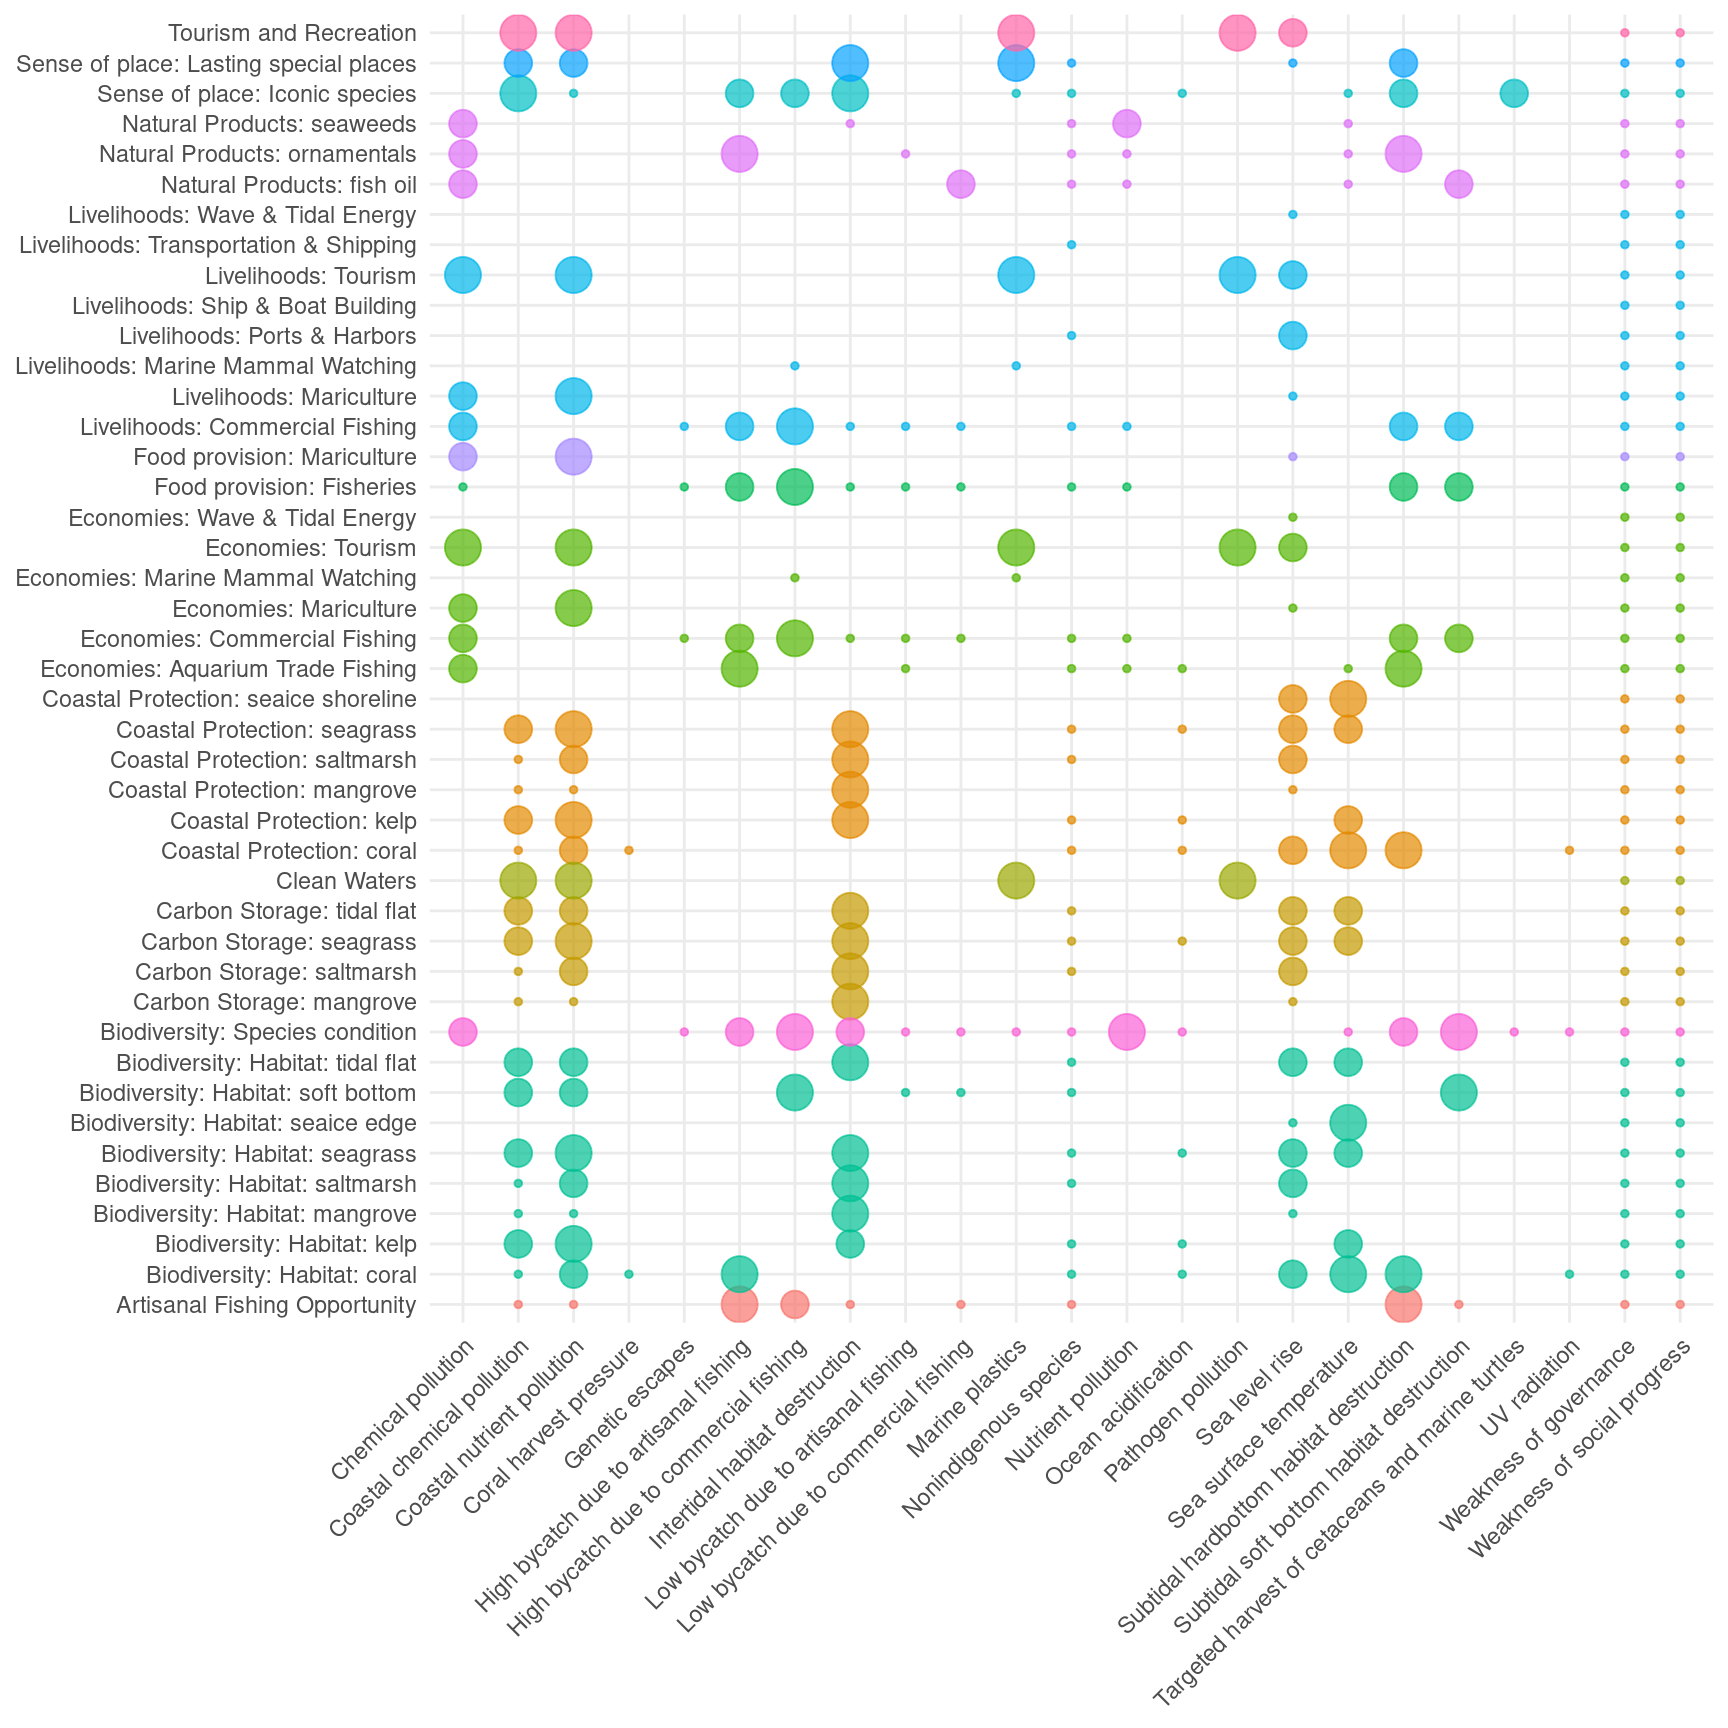 Tourism and Recreation
Sense of place: Lasting special places
Sense of place: Iconic species
Natural Products: seaweeds
Natural Products: ornamentals
Natural Products: fish oil
Livelihoods: Wave & Tidal Energy
Livelihoods: Transportation & Shipping
Livelihoods: Tourism
Livelihoods: Ship & Boat Building
Livelihoods: Ports & Harbors
Livelihoods: Marine Mammal Watching
Livelihoods: Mariculture
Livelihoods: Commercial Fishing
Food provision: Mariculture
Food provision: Fisheries
Economies: Wave & Tidal Energy
Economies: Tourism
Economies: Marine Mammal Watching
Economies: Mariculture
Economies: Commercial Fishing
Economies: Aquarium Trade Fishing
Coastal Protection: seaice shoreline
Coastal Protection: seagrass
Coastal Protection: saltmarsh
Coastal Protection: mangrove
Coastal Protection: kelp
Coastal Protection: coral
Clean Waters
Carbon Storage: tidal flat
Carbon Storage: seagrass
Carbon Storage: saltmarsh
Carbon Storage: mangrove
Biodiversity: Species condition
Biodiversity: Habitat: tidal flat
Biodiversity: Habitat: soft bottom
Biodiversity: Habitat: seaice edge
Biodiversity: Habitat: seagrass
Biodiversity: Habitat: saltmarsh
Biodiversity: Habitat: mangrove
Biodiversity: Habitat: kelp
Biodiversity: Habitat: coral
Artisanal Fishing Opportunity
Chemical pollution
Coastal chemical pollution
Coastal nutrient pollution
Coral harvest pressure
Genetic escapes
High bycatch due to artisanal fishing
High bycatch due to commercial fishing
Intertidal habitat destruction
Low bycatch due to artisanal fishing
Low bycatch due to commercial fishing
Marine plastics
Nonindigenous species
Nutrient pollution
Ocean acidification
Pathogen pollution
Sea level rise
Sea surface temperature
Subtidal hardbottom habitat destruction
Subtidal soft bottom habitat destruction
Targeted harvest of cetaceans and marine turtles
UV radiation
Weakness of governance
Weakness of social progress